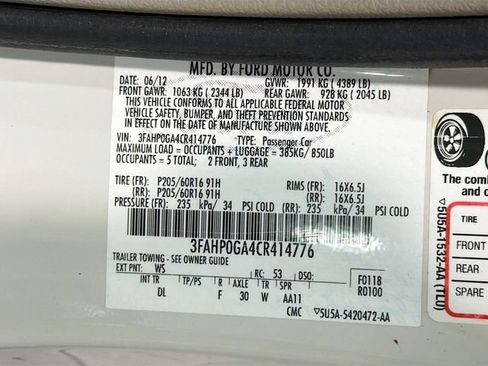 MFD. BY FORD MOTOR CO.
DATE: 06/12 GVWR: 1991 KG ( 4389 LB)
FRONT GAWR: 1063 KG ( 2344 LB) REAR GAWR: 928 KG ( 2045 LB)
THIS VEHICLE CONFORMS TO ALL APPLICABLE FEDERAL MOTOR
VEHICLE SAFETY, BUMPER, AND THEFT PREVENTION STANDARDS
IN EFFECT ON THE DATE OF MANUFACTURE SHOWN ABOVE.
VIN: 3FAHP0GA4CR414776 TYPE: Passenger Car
MAXIMUM LOAD = OCCUPANTS + LUGGAGE = 385KG/ 850LB
OCCUPANTS = 5 TOTAL: 2 FRONT, 3 REAR
TIRE (FR): P205/60R16 91H RIMS (FR): 16X6.5J
(RR): P205/60R16 91H (RR): 16X6.5J
PRESSURE (FR): 235 kPa/ 34 PSI COLD (RR): 235 kPa/ 34 PSI COLD
3FAHP0GA4CR414776
TRAILER TOWING - SEE OWNER GUIDE
EXT PNT: WS RC: 53 DSO: F0118
INT TR TP/PS R AXLE TR SPR R0100
DL F 30 W AA11
CMC ▽5U5A-5420472-AA
The comb
occu
▽5U5A-1532-AA (TLU)
TIRE
FRONT
REAR
SPARE